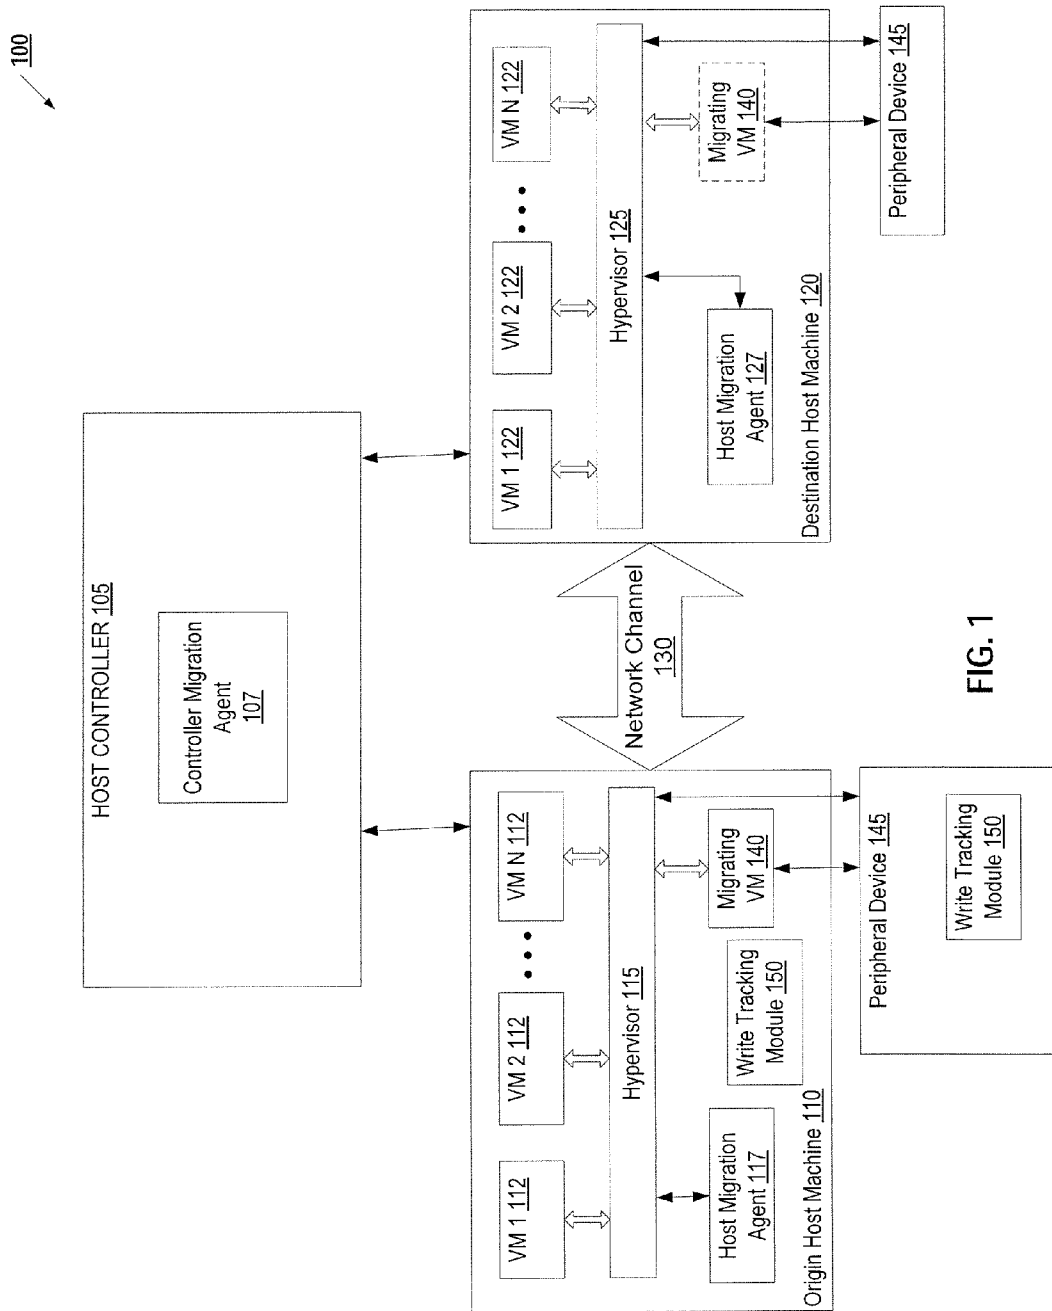 100
HOST CONTROLLER 105
Controller Migration
Agent
107
VM 1 112
VM 2 112
VM N 112
Hypervisor 115
Host Migration
Agent 117
Write Tracking
Module 150
Migrating
VM 140
Origin Host Machine 110
Network Channel
130
VM 1 122
VM 2 122
VM N 122
Hypervisor 125
Host Migration
Agent 127
Migrating
VM 140
Destination Host Machine 120
Peripheral Device 145
Write Tracking
Module 150
Peripheral Device 145
FIG. 1